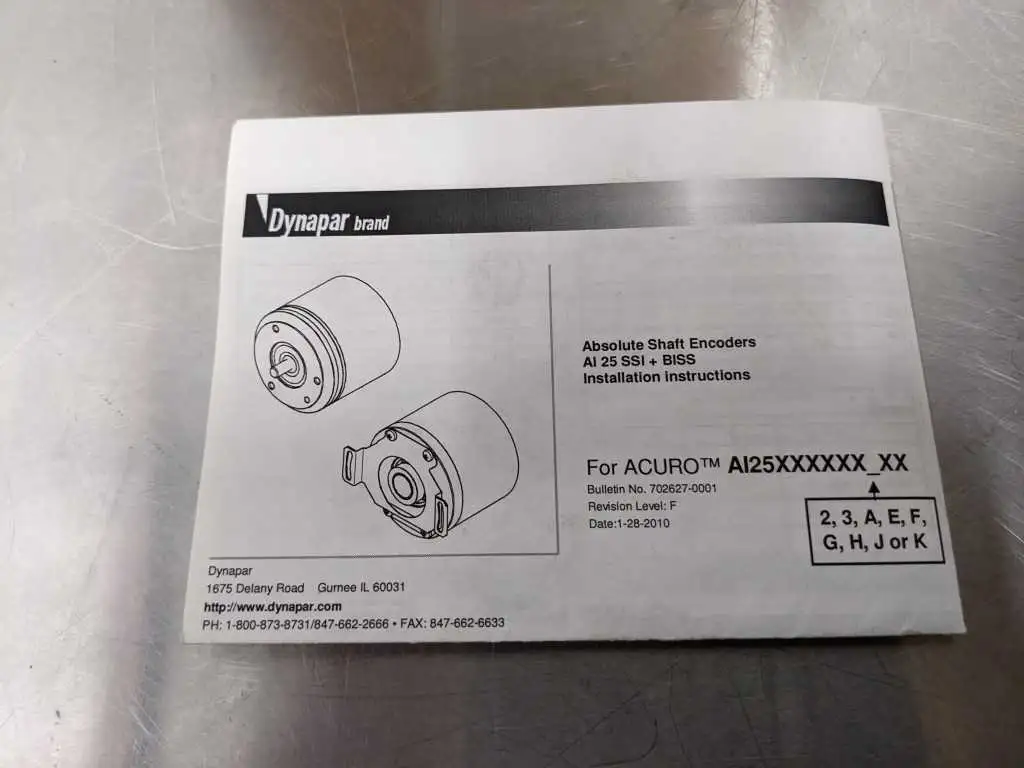 Dynapar brand
Absolute Shaft Encoders
AI 25 SSI + BISS
Installation instructions
For ACURO™ AI25XXXXXX_XX
Bulletin No. 702627-0001
Revision Level: F
Date:1-28-2010
2, 3, A, E, F,
G, H, J or K
Dynapar
1675 Delany Road Gurnee IL 60031
http://www.dynapar.com
PH: 1-800-873-8731/847-662-2666 • FAX: 847-662-6633